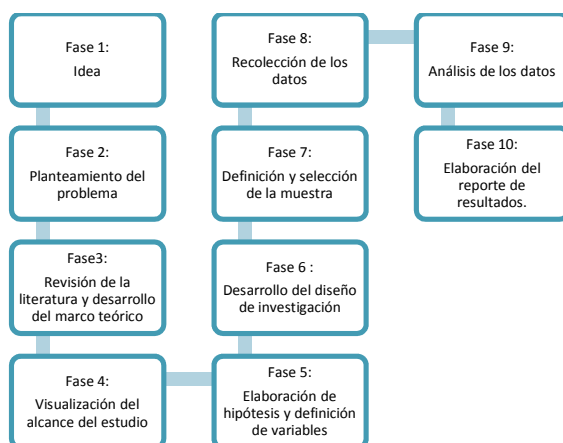 Fase 1:
Idea
Fase 2:
Planteamiento del
problema
Fase3:
Revisión de la
literatura y desarrollo
del marco teórico
Fase 4:
Visualización del
alcance del estudio
Fase 5:
Elaboración de
hipótesis y definición
de variables
Fase 6 :
Desarrollo del diseño
de investigación
Fase 7:
Definición y selección
de la muestra
Fase 8:
Recolección de los
datos
Fase 9:
Análisis de los datos
Fase 10:
Elaboración del
reporte de
resultados.